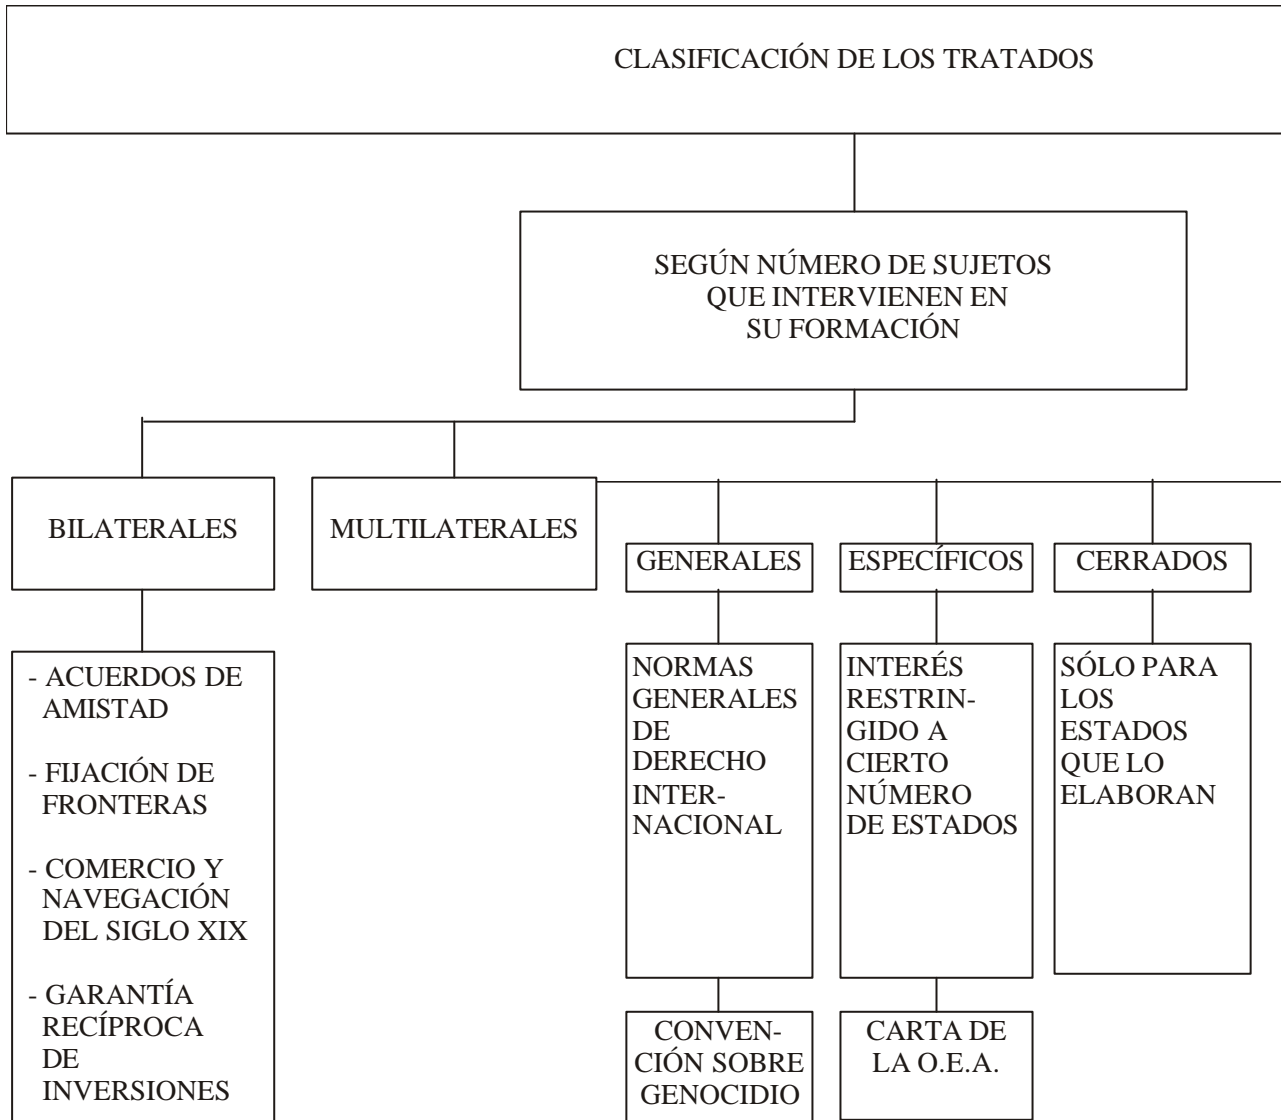 CLASIFICACIÓN DE LOS TRATADOS
SEGÚN NÚMERO DE SUJETOS
QUE INTERVIENEN EN
SU FORMACIÓN
BILATERALES
MULTILATERALES
GENERALES
ESPECÍFICOS
CERRADOS
- ACUERDOS DE
AMISTAD
- FIJACIÓN DE
FRONTERAS
- COMERCIO Y
NAVEGACIÓN
DEL SIGLO XIX
- GARANTÍA
RECÍPROCA
DE
INVERSIONES
NORMAS
GENERALES
DE
DERECHO
INTER-
NACIONAL
INTERÉS
RESTRIN-
GIDO A
CIERTO
NÚMERO
DE ESTADOS
SÓLO PARA
LOS
ESTADOS
QUE LO
ELABORAN
CONVEN-
CIÓN SOBRE
GENOCIDIO
CARTA DE
LA O.E.A.